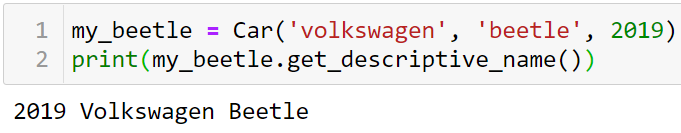 1 my_beetle = Car('volkswagen', 'beetle', 2019)
2 print(my_beetle.get_descriptive_name())
2019 Volkswagen Beetle